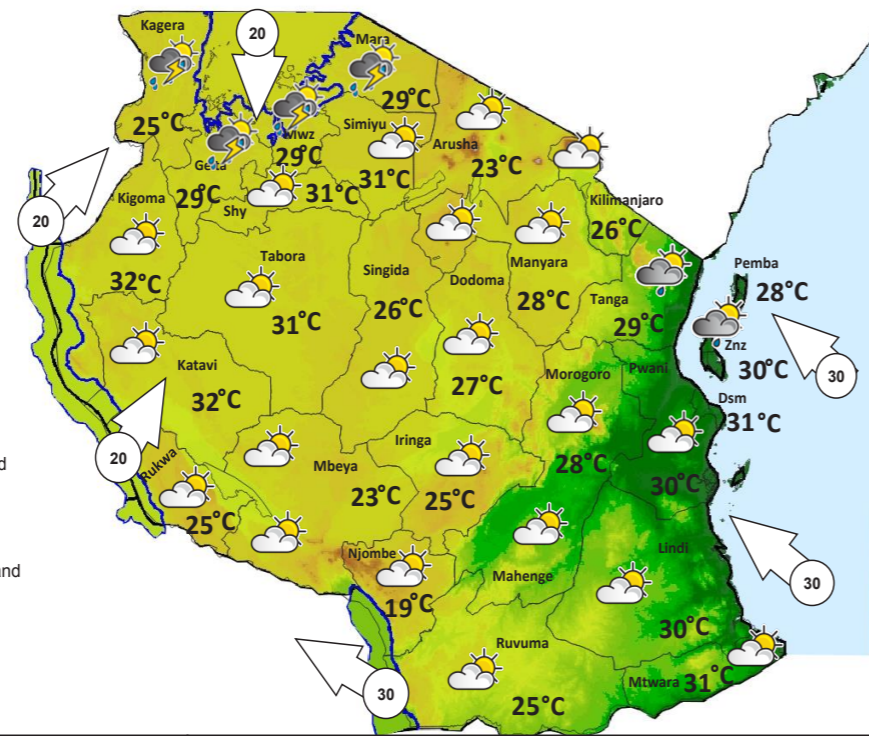 Kagera
20
Mara
29°C
25°C
Simiyu
Mwz
29°C
Arusha
Geita
31°C
23°C
20
Kigoma
29°C
31°C
Shy
Kilimanjaro
26°C
Tabora
Singida
Dodoma
Manyara
Pemba
32°C
26°C
28°C
28°C
31°C
Tanga
29°C
Znz
Katavi
27°C
Morogoro
Pwani
30°C
30
32°C
Dsm
31°C
20
Rukwa
Mbeya
Iringa
28°C
d
23°C
25°C
30°C
25°C
Njombe
Lindi
and
Mahenge
30
19°C
30°C
Ruvuma
30
Mtwara
31°C
25°C